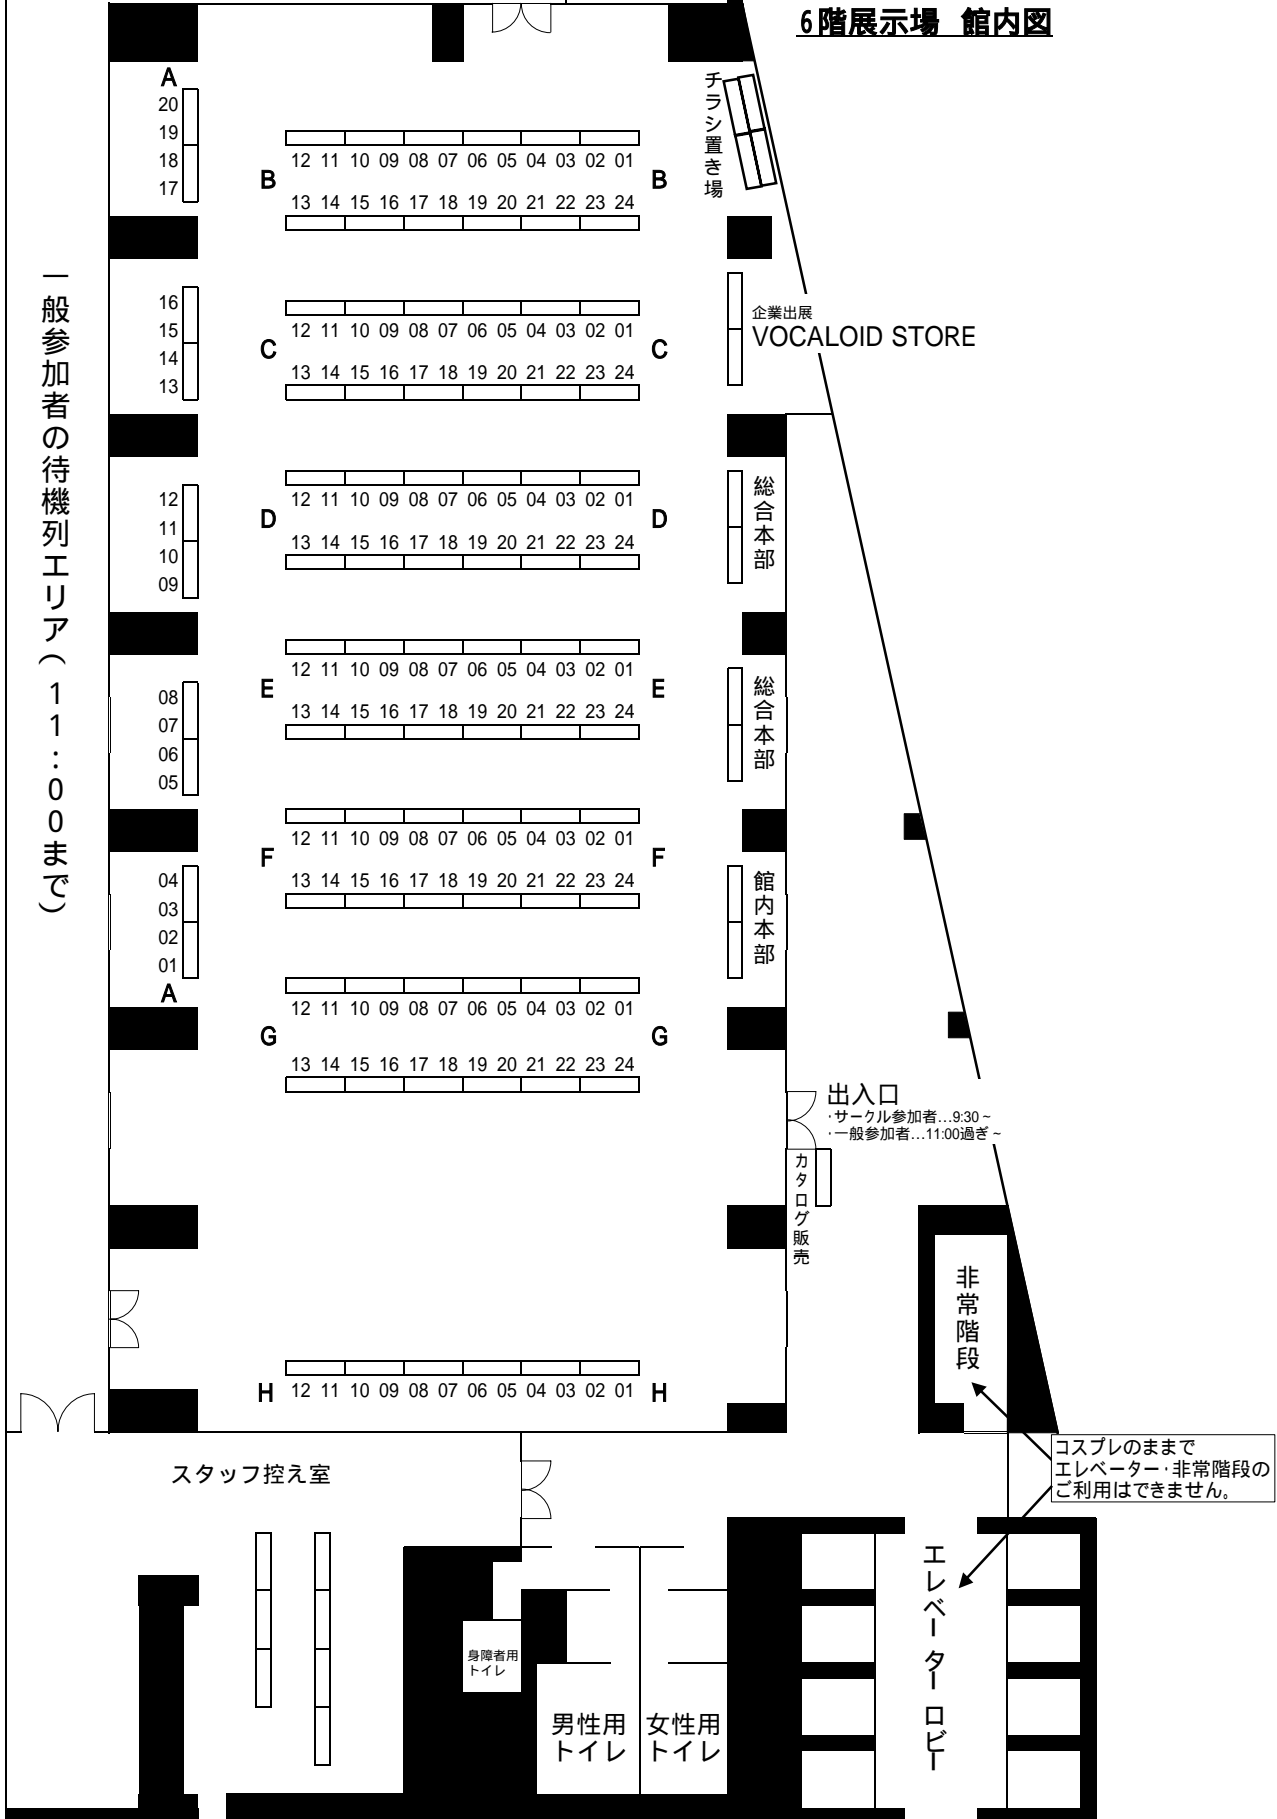 6階展示場 館内図
A
20
19
18
17
チラシ置き場
12 11 10 09 08 07 06 05 04 03 02 01
B B
13 14 15 16 17 18 19 20 21 22 23 24
一般参加者の待機列エリア(11:00まで)
16
15
14
13
12 11 10 09 08 07 06 05 04 03 02 01
C C
13 14 15 16 17 18 19 20 21 22 23 24
企業出展
VOCALOID STORE
12
11
10
09
12 11 10 09 08 07 06 05 04 03 02 01
D D
13 14 15 16 17 18 19 20 21 22 23 24
総合本部
08
07
06
05
12 11 10 09 08 07 06 05 04 03 02 01
E E
13 14 15 16 17 18 19 20 21 22 23 24
総合本部
04
03
02
01
A
12 11 10 09 08 07 06 05 04 03 02 01
F F
13 14 15 16 17 18 19 20 21 22 23 24
館内本部
12 11 10 09 08 07 06 05 04 03 02 01
G G
13 14 15 16 17 18 19 20 21 22 23 24
出入口
・サークル参加者…9:30～
・一般参加者…11:00過ぎ～
カタログ販売
非常階段
H 12 11 10 09 08 07 06 05 04 03 02 01 H
コスプレのままで
エレベーター・非常階段の
ご利用はできません。
スタッフ控え室
エレベーターロビー
身障者用
トイレ
男性用
トイレ
女性用
トイレ